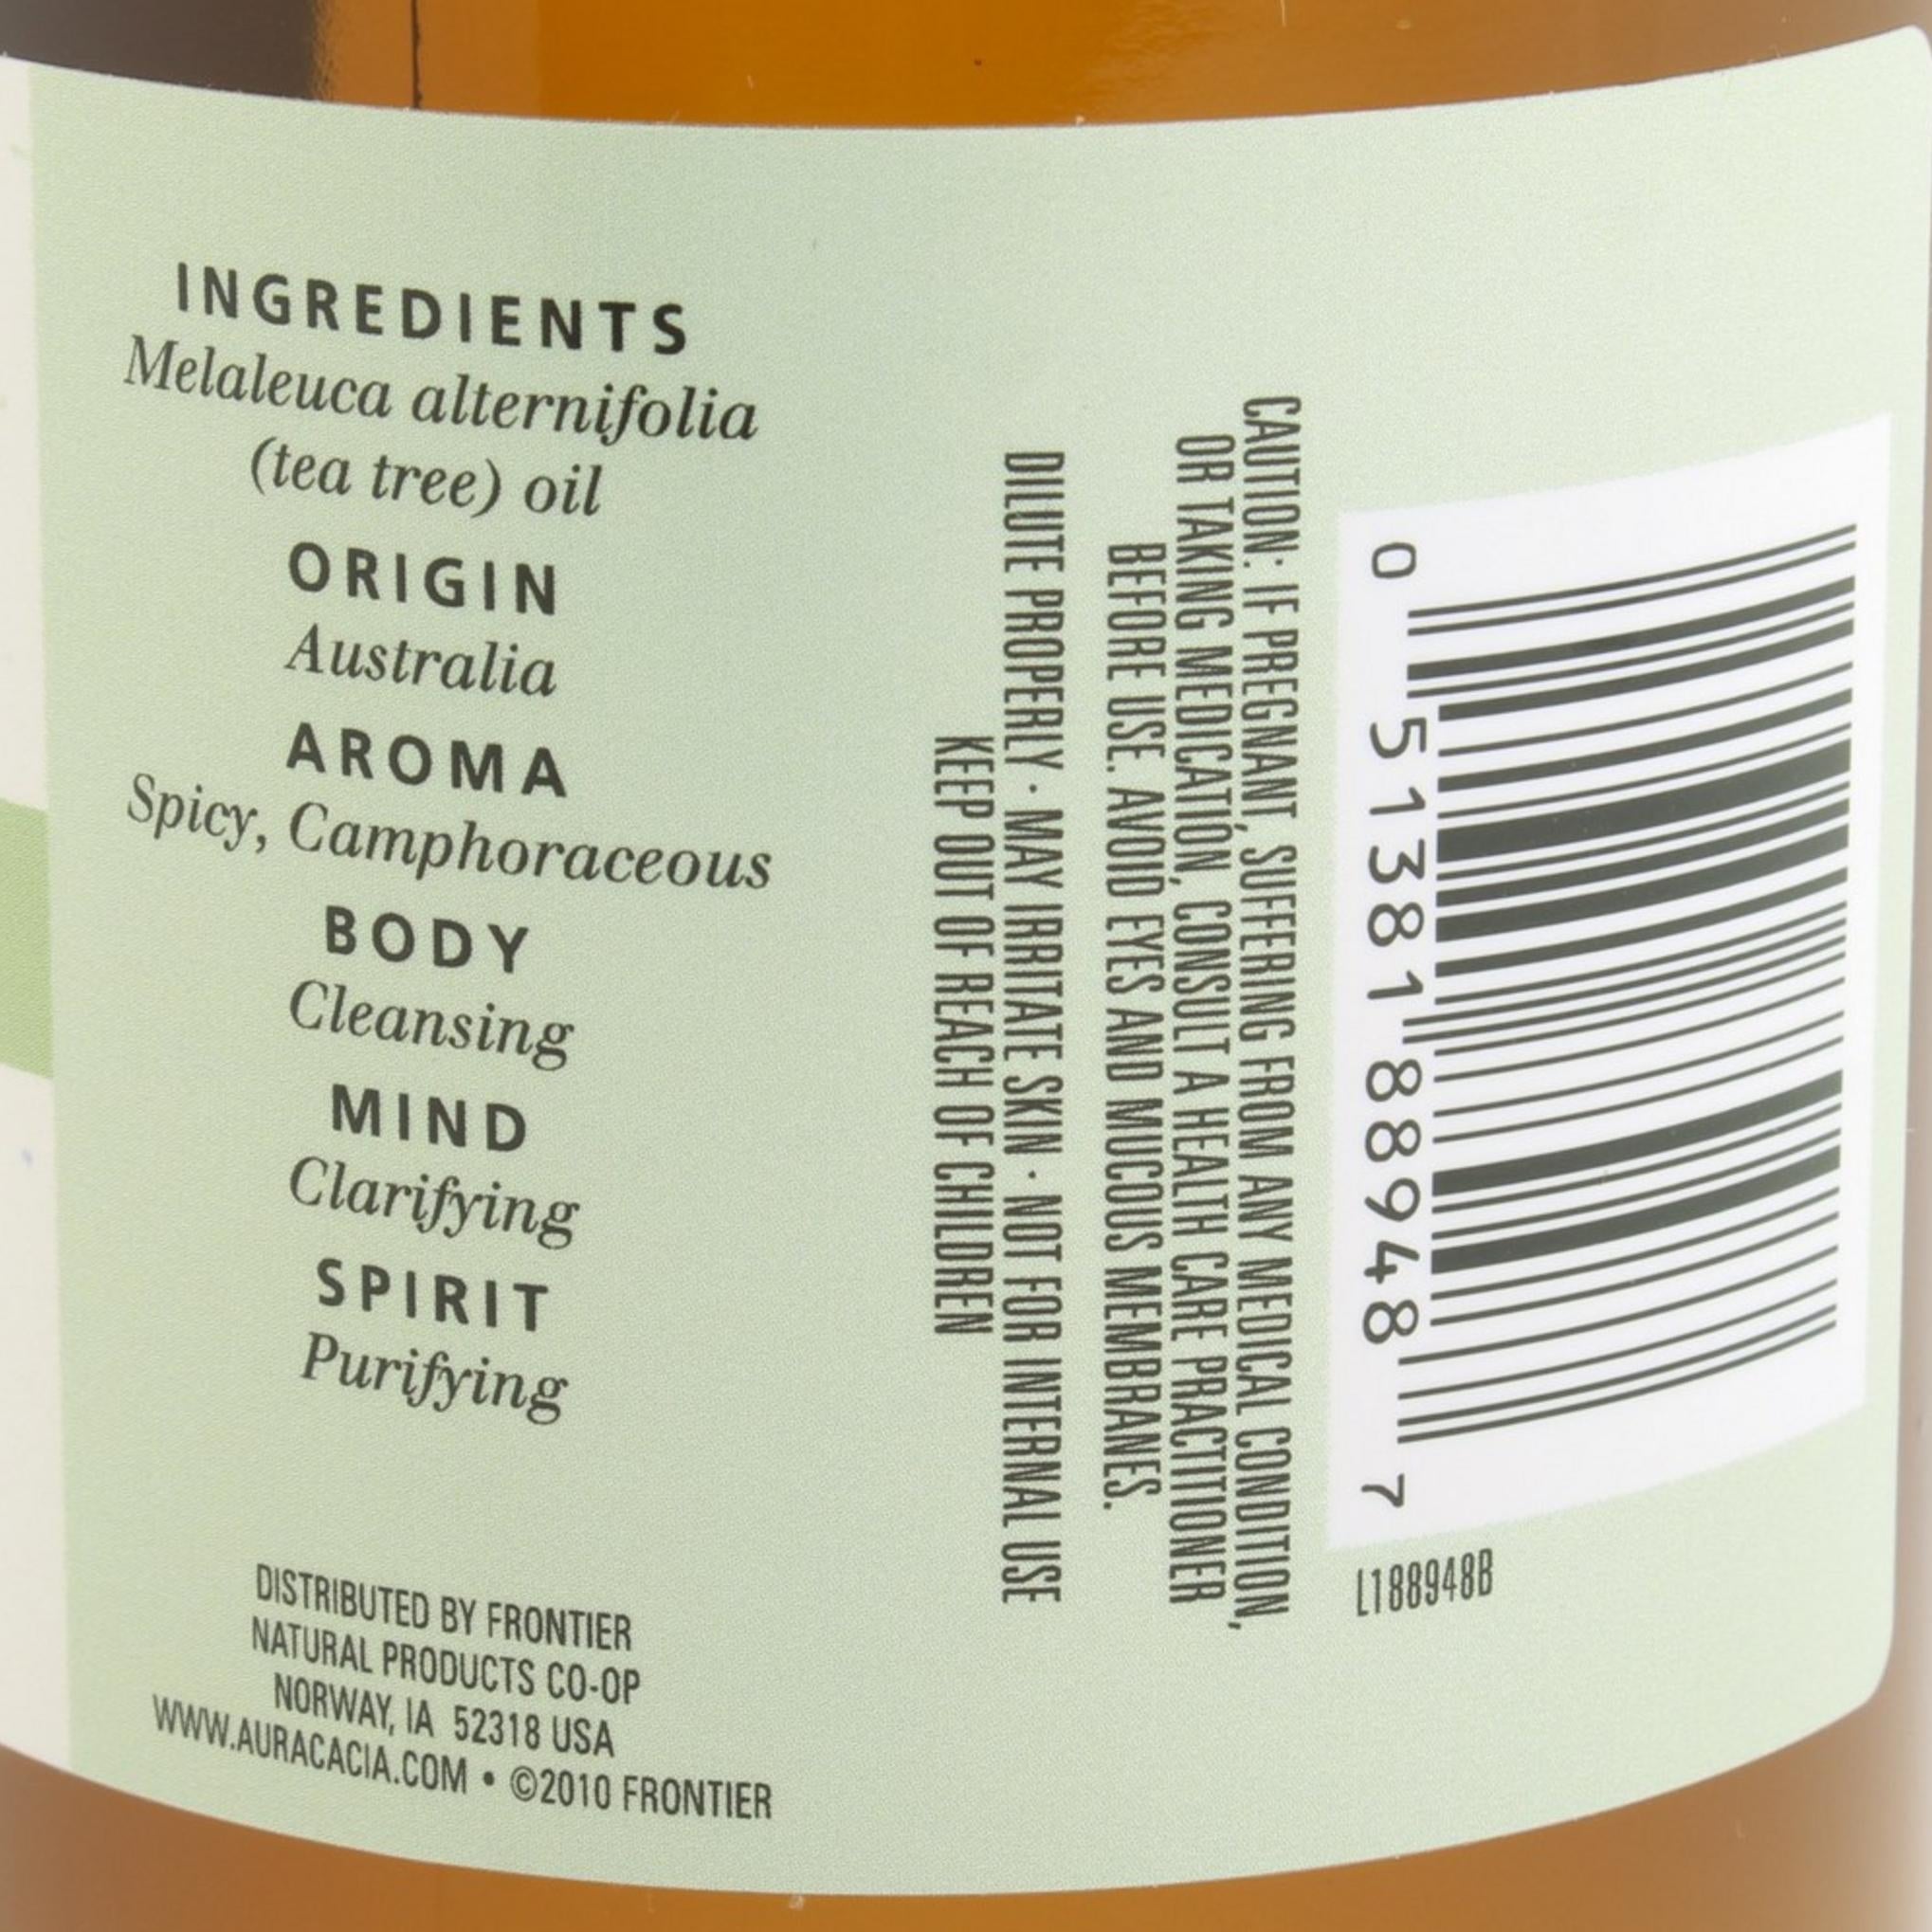 INGREDIENTS
Melaleuca alternifolia
(tea tree) oil
ORIGIN
Australia
AROMA
Spicy, Camphoraceous
BODY
Cleansing
MIND
Clarifying
SPIRIT
Purifying
DISTRIBUTED BY FRONTIER
NATURAL PRODUCTS CO-OP
NORWAY, IA 52318 USA
WWW.AURACACIA.COM • ©2010 FRONTIER
CAUTION: IF PREGNANT, SUFFERING FROM ANY MEDICAL CONDITION,
OR TAKING MEDICATION, CONSULT A HEALTH CARE PRACTITIONER
BEFORE USE. AVOID EYES AND MUCOUS MEMBRANES.
DILUTE PROPERLY · MAY IRRITATE SKIN · NOT FOR INTERNAL USE
KEEP OUT OF REACH OF CHILDREN
0 51381 88948 7
L188948B